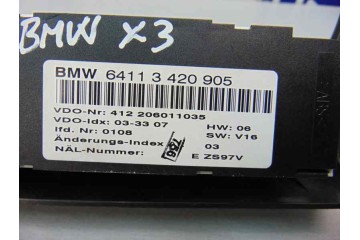 BMW X3
BMW 6411 3 420 905
VDO-Nr: 412 206011035
VDO-Idx: 03-33 07 HW: 06
lfd. Nr: 0108 SW: V16
Änderungs-Index 03
NÄL-Nummer: E ZS97V